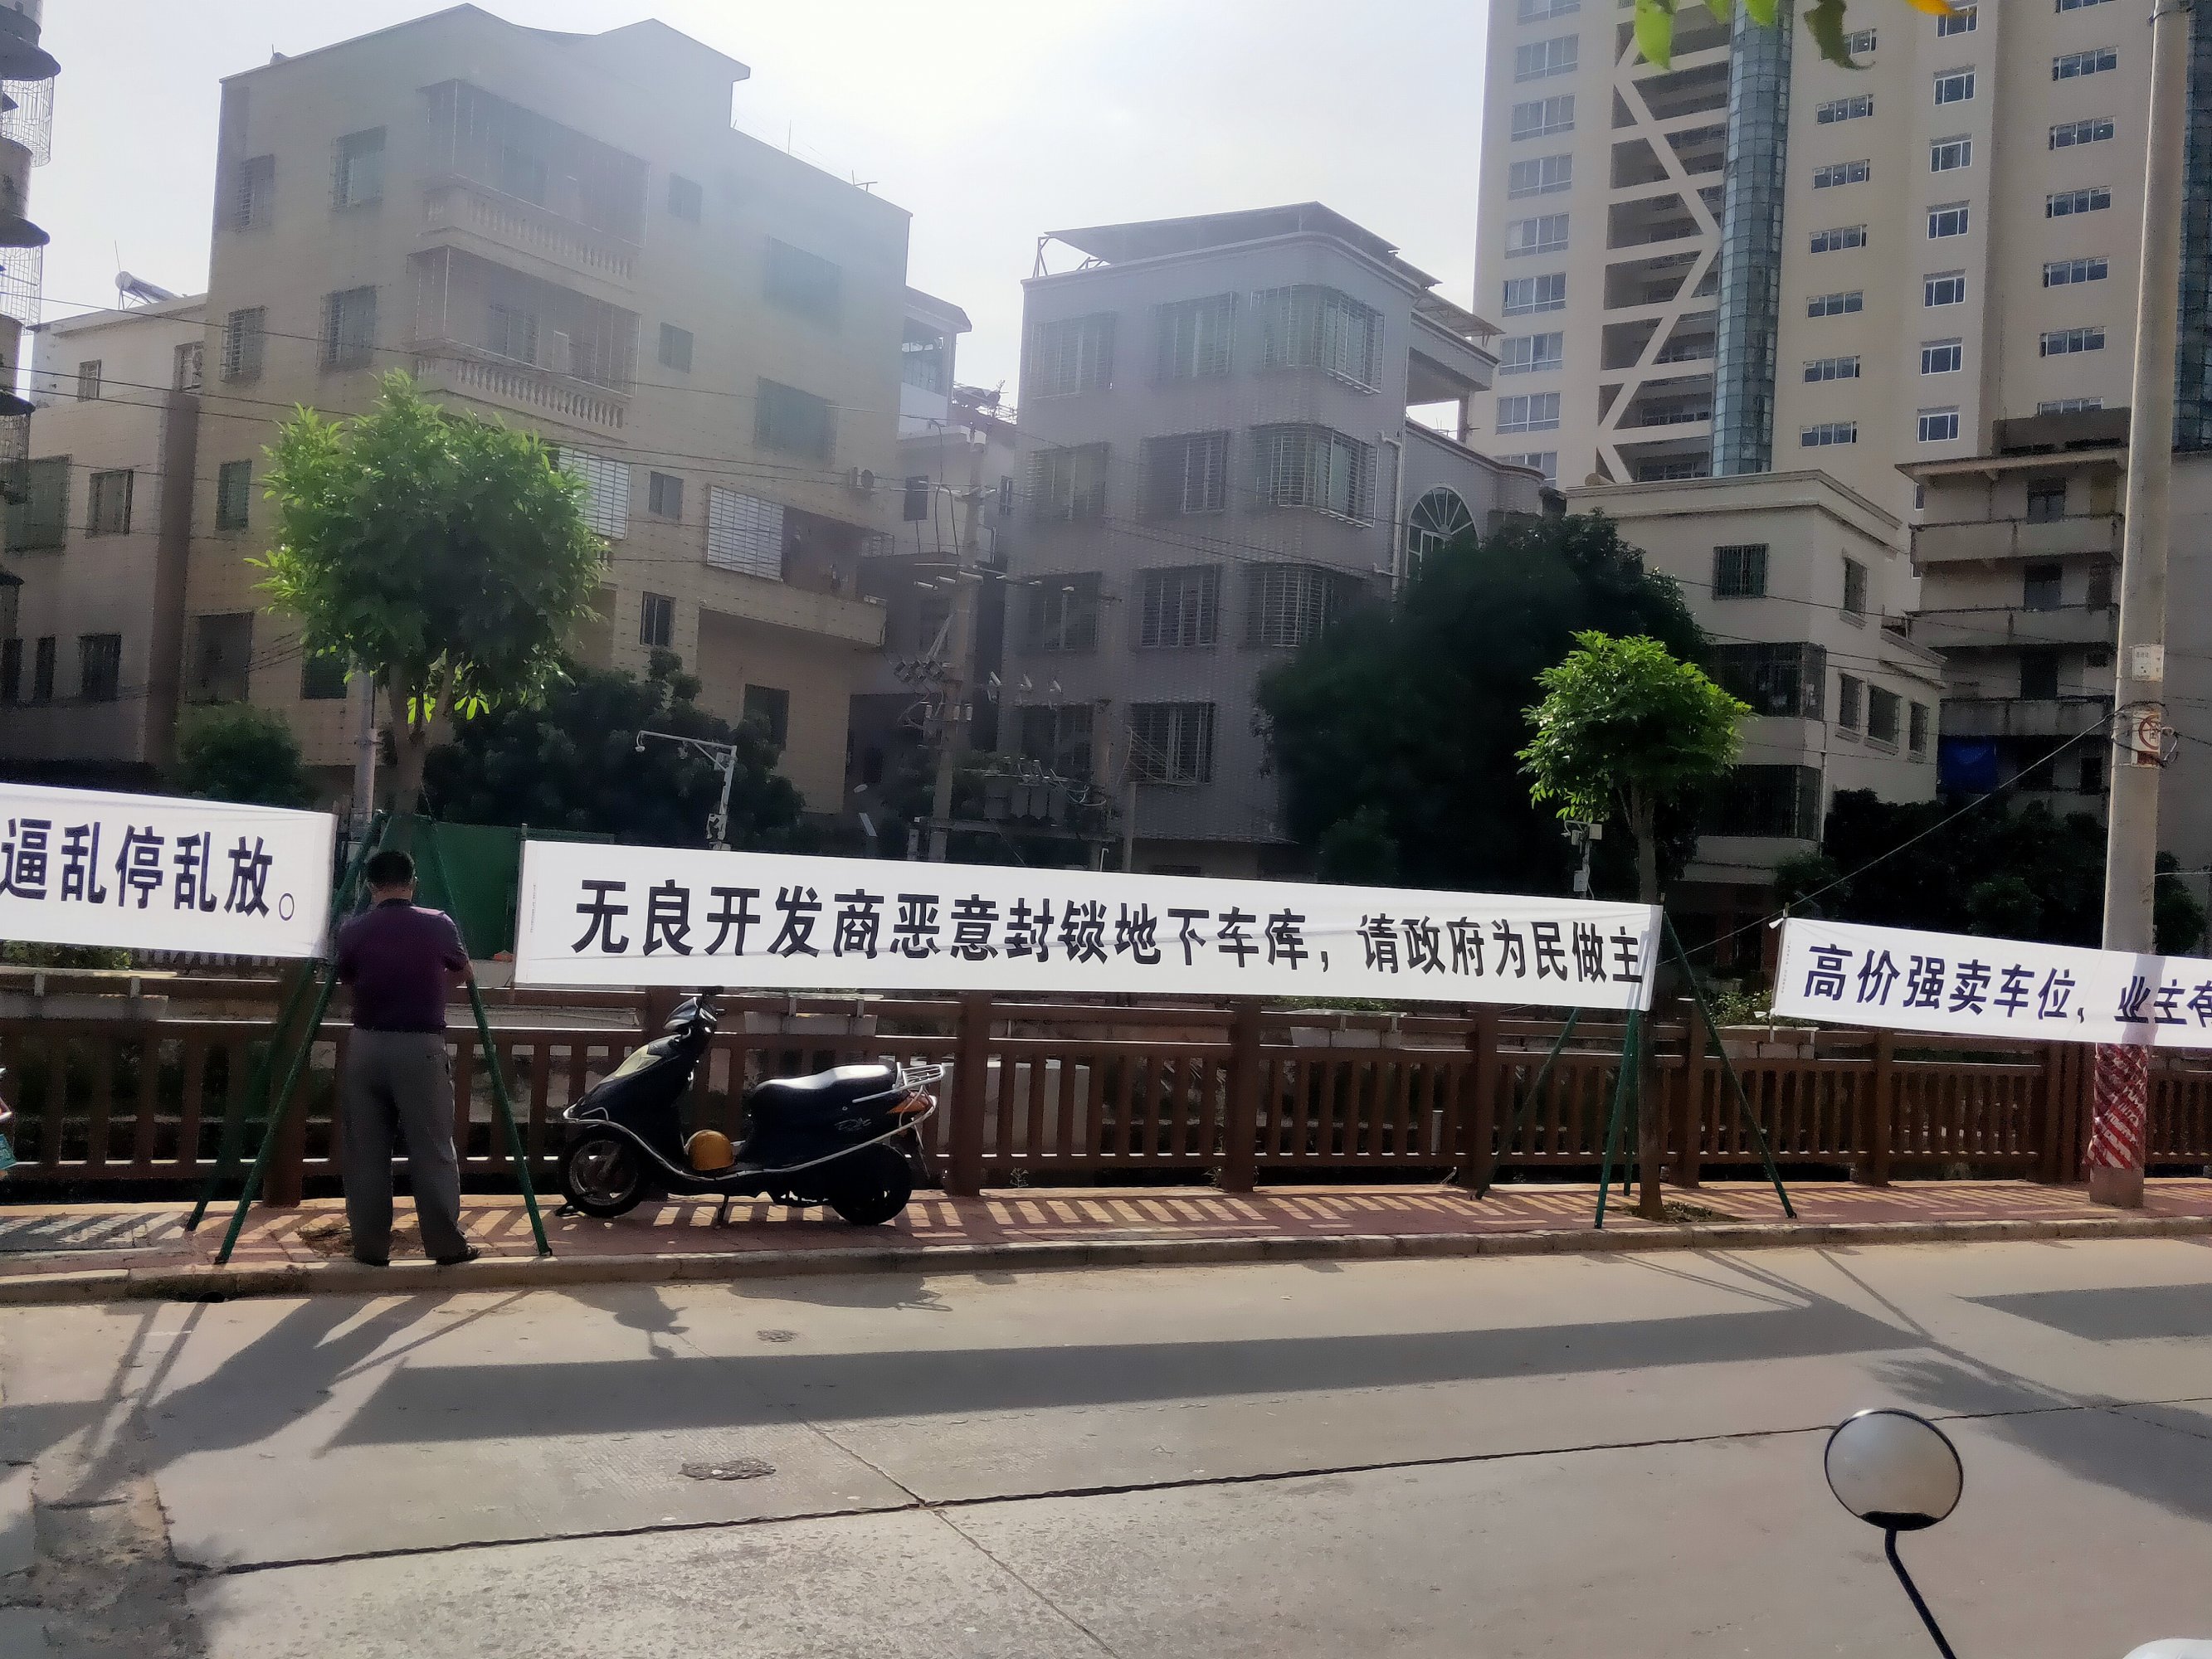 逼乱停乱放。
无良开发商恶意封锁地下车库，请政府为民做主
高价强卖车位，业主有